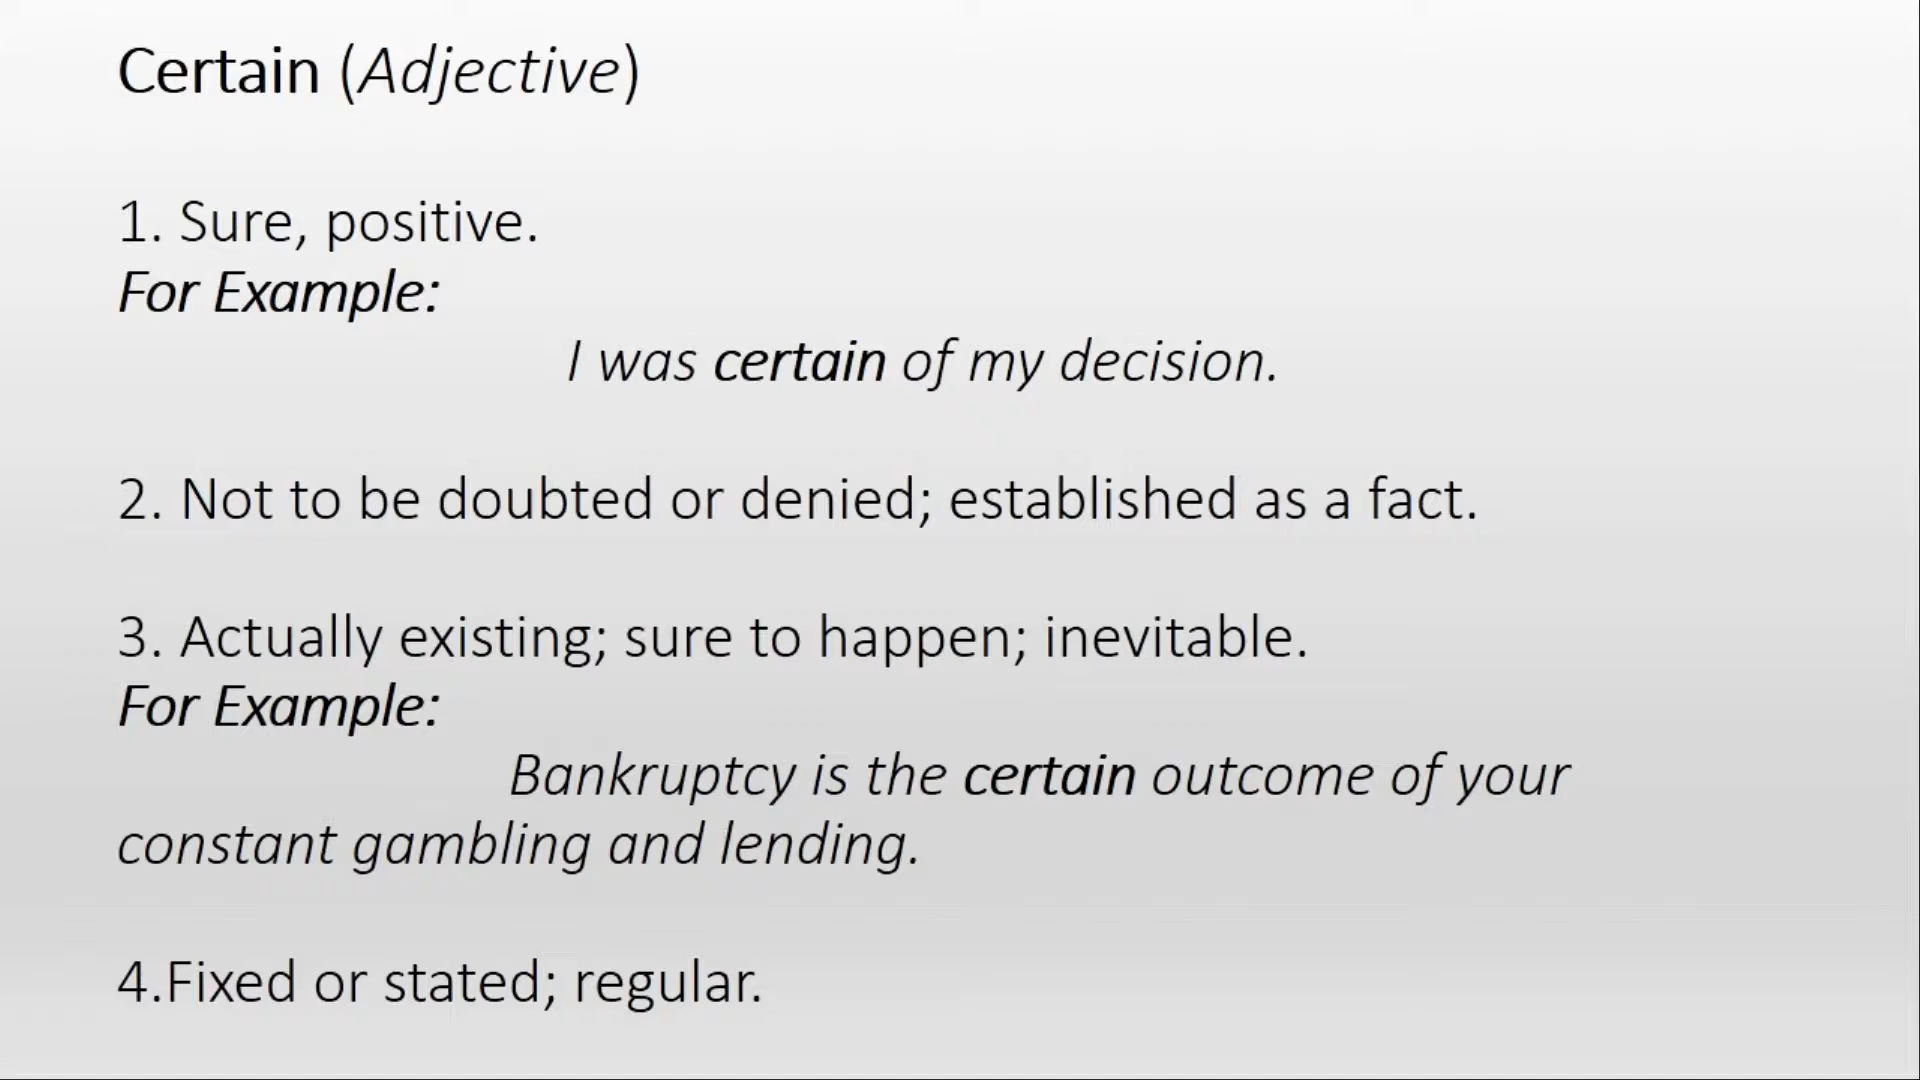 Certain (Adjective)
1. Sure, positive.
For Example:
I was certain of my decision.
2. Not to be doubted or denied; established as a fact.
3. Actually existing; sure to happen; inevitable.
For Example:
Bankruptcy is the certain outcome of your
constant gambling and lending.
4.Fixed or stated; regular.